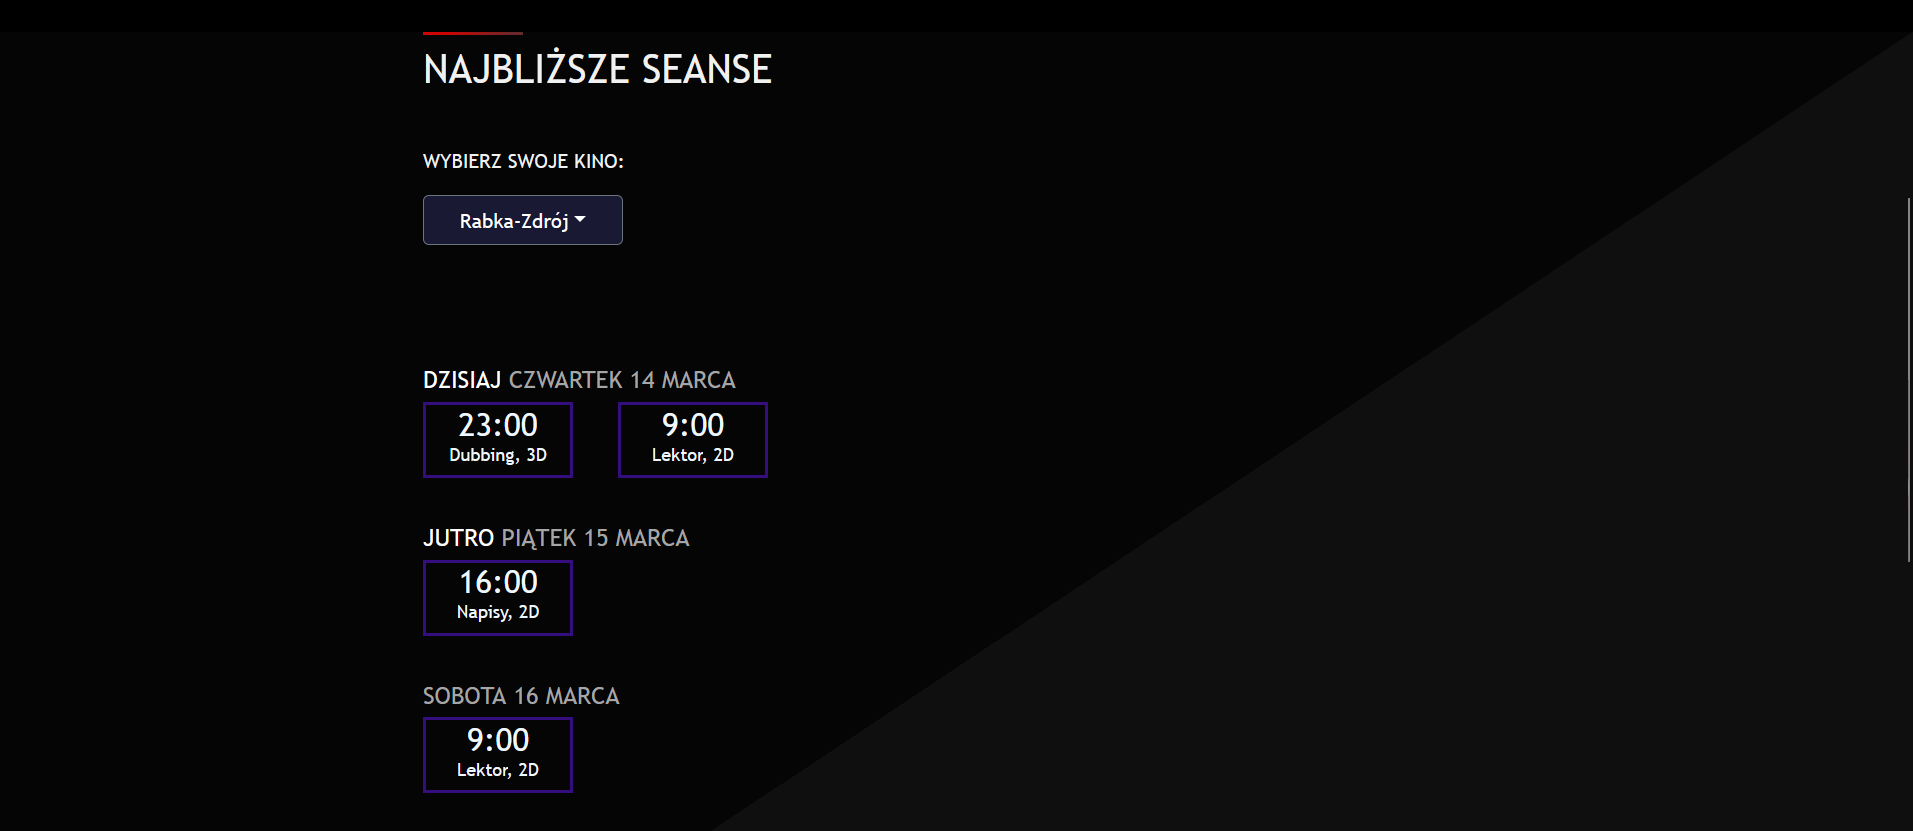 NAJBLIŻSZE SEANSE
WYBIERZ SWOJE KINO:
Rabka-Zdrój
DZISIAJ CZWARTEK 14 MARCA
23:00 9:00
Dubbing, 3D Lektor, 2D
JUTRO PIĄTEK 15 MARCA
16:00
Napisy, 2D
SOBOTA 16 MARCA
9:00
Lektor, 2D